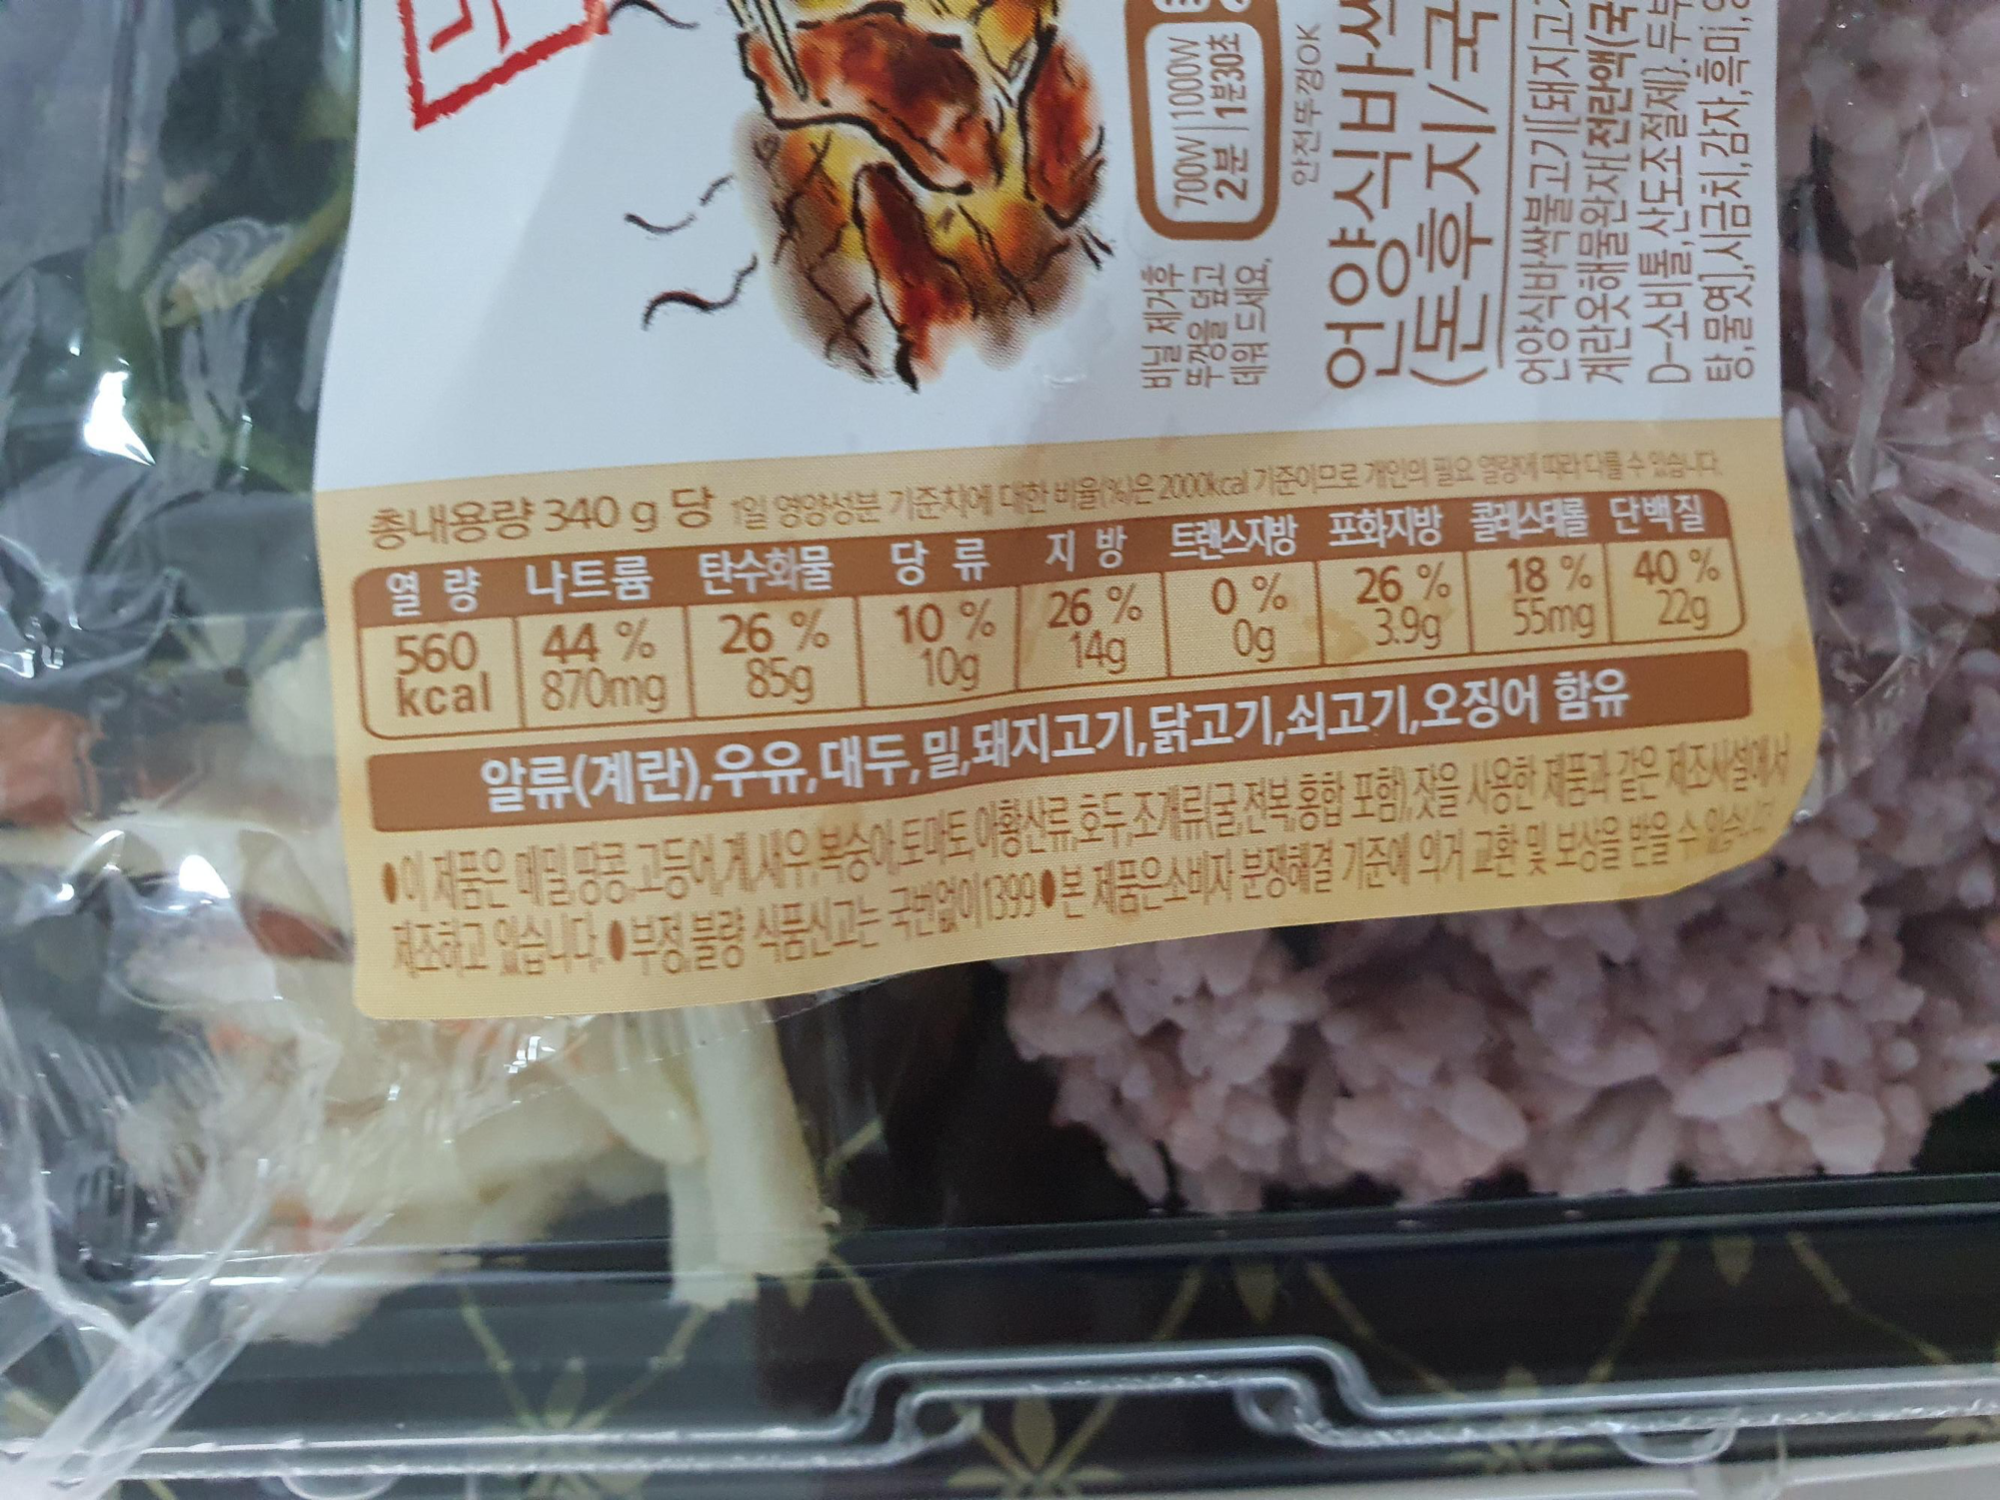 700W 1000W
2분 1분30초
비닐 제거후
뚜껑을 덮고
데워 드세요.
안전뚜껑OK
언양식바싹
(돈후지/국
언양식바싹불고기[돼지고기
계란옷해물완자[전란액(국
D-소비톨,산도조절제}.두부
탕,물엿],시금치,감자,흑미,
총내용량 340 g 당 1일 영양성분 기준치에 대한 비율(%)은 2000kcal 기준이므로 개인의 필요 열량에 따라 다를 수 있습니다.
열 량 나트륨 탄수화물 당 류 지 방 트랜스지방 포화지방 콜레스테롤 단백질
560 44 % 26 % 10 % 26 % 0 % 26 % 18 % 40 %
kcal 870mg 85g 10g 14g 0g 3.9g 55mg 22g
알류(계란),우유,대두,밀,돼지고기,닭고기,쇠고기,오징어 함유
●이 제품은 메밀,땅콩,고등어,게,새우,복숭아,토마토,아황산류,호두,조개류(굴,전복,홍합 포함),잣을 사용한 제품과 같은 제조시설에서
제조하고 있습니다.●부정,불량 식품신고는 국번없이1399●본 제품은소비자 분쟁해결 기준에 의거 교환 및 보상을 받을 수 있습니다.